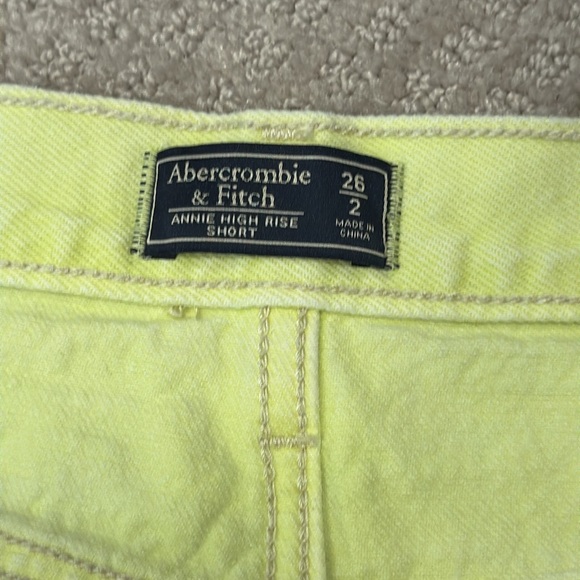 Abercrombie
& Fitch
ANNIE HIGH RISE
SHORT
26
2
MADE IN
CHINA